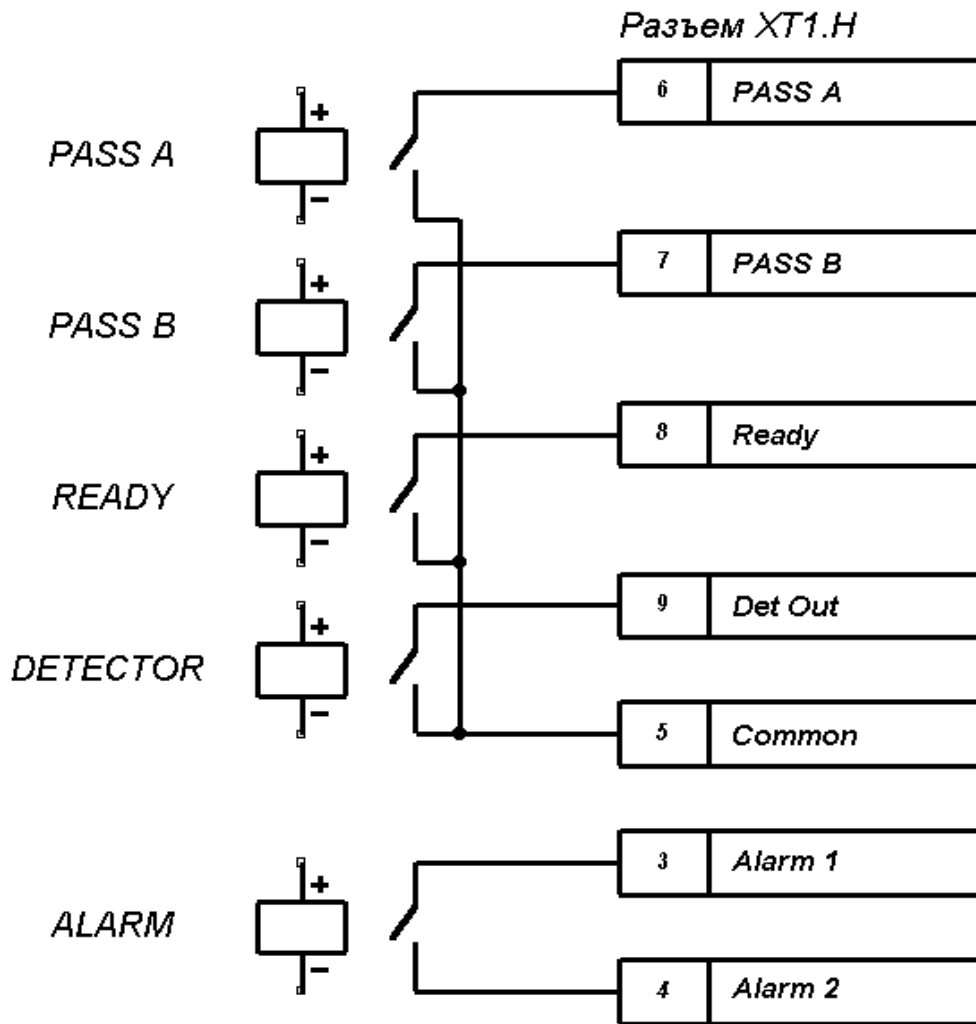 Разъем XT1.H
6 PASS A
PASS A
+
-
7 PASS B
PASS B
+
-
8 Ready
READY
+
-
9 Det Out
DETECTOR
+
-
5 Common
3 Alarm 1
ALARM
+
-
4 Alarm 2